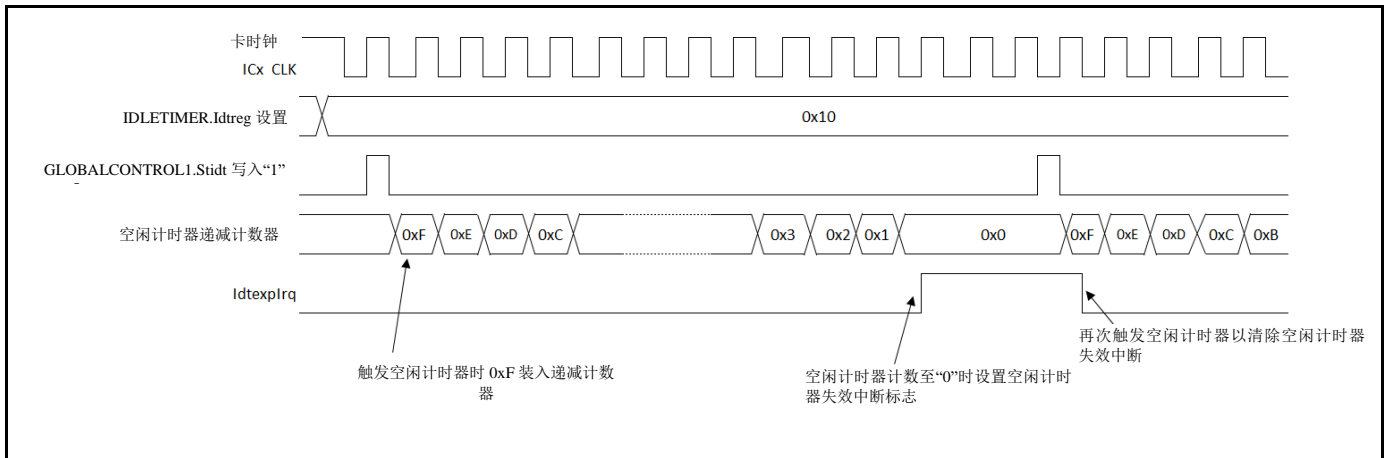 卡时钟
ICx CLK
IDLETIMER.Idtreg 设置
0x10
GLOBALCONTROL1.Stidt 写入“1”
空闲计时器递减计数器
0xF 0xE 0xD 0xC 0x3 0x2 0x1 0x0 0xF 0xE 0xD 0xC 0xB
IdtexpIrq
触发空闲计时器时 0xF 装入递减计数
器
空闲计时器计数至“0”时设置空闲计时
器失效中断标志
再次触发空闲计时器以清除空闲计时器
失效中断